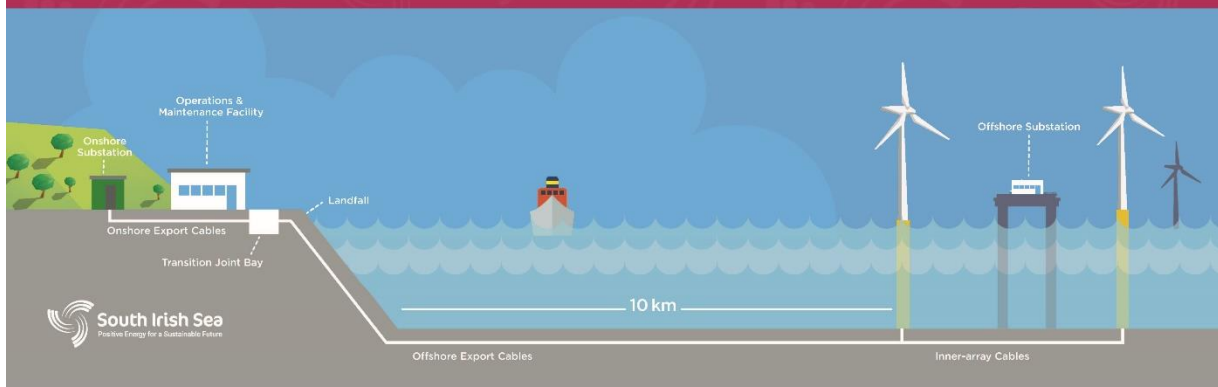 Operations &
Maintenance Facility
Onshore
Substation
Offshore Substation
Landfall
Onshore Export Cables
Transition Joint Bay
10 km
South Irish Sea
Positive Energy for a Sustainable Future
Offshore Export Cables
Inner-array Cables